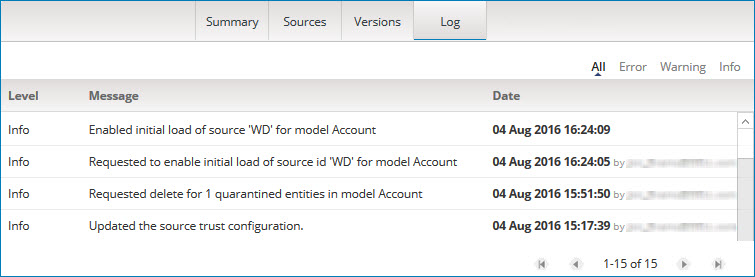 Summary Sources Versions Log
All Error Warning Info
Level Message Date
Info Enabled initial load of source 'WD' for model Account 04 Aug 2016 16:24:09
Info Requested to enable initial load of source id 'WD' for model Account 04 Aug 2016 16:24:05 by
Info Requested delete for 1 quarantined entities in model Account 04 Aug 2016 15:51:50 by
Info Updated the source trust configuration. 04 Aug 2016 15:17:39 by
1-15 of 15